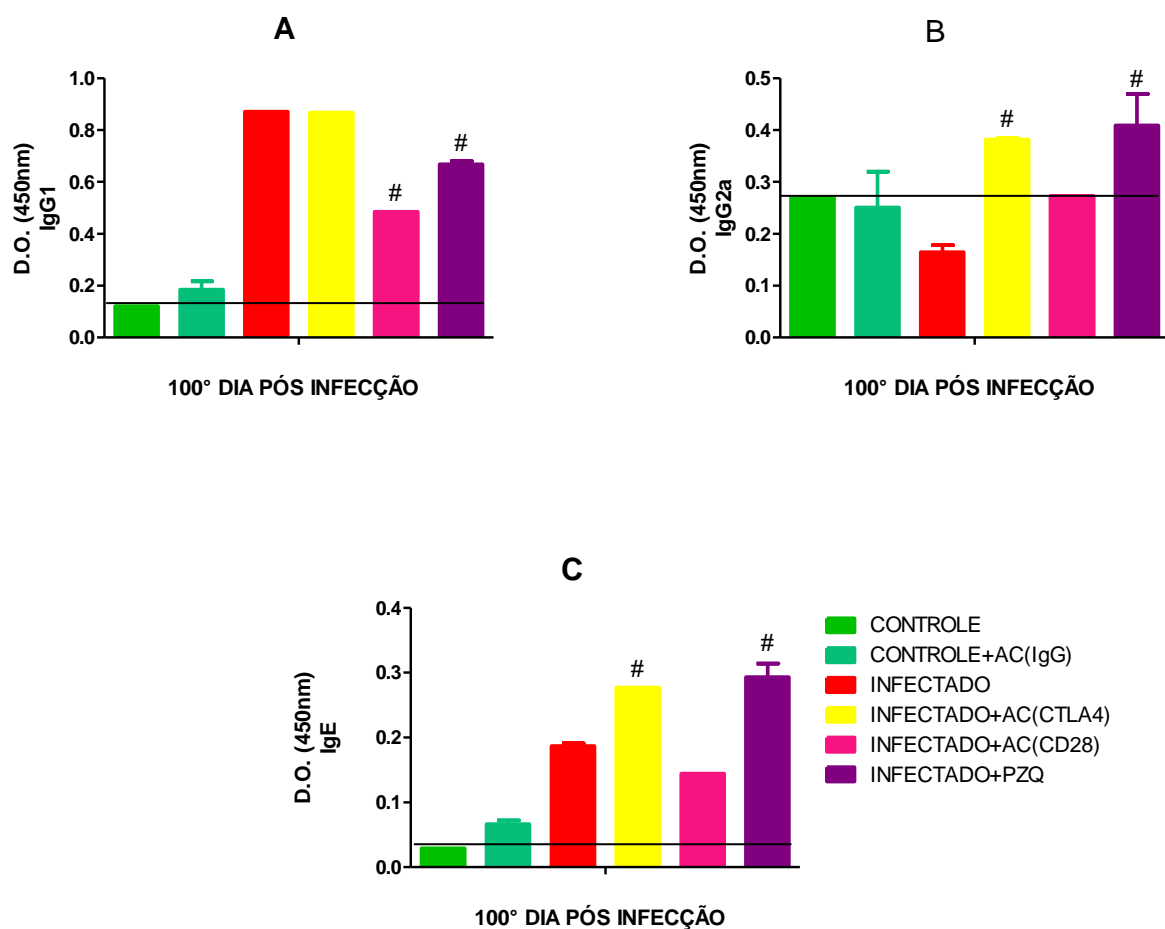 A
D.O. (450nm)
IgG1
1.0
0.8
0.6
0.4
0.2
0.0
#
#
100° DIA PÓS INFECÇÃO
B
D.O. (450nm)
IgG2a
0.5
0.4
0.3
0.2
0.1
0.0
#
#
100° DIA PÓS INFECÇÃO
C
D.O. (450nm)
IgE
0.4
0.3
0.2
0.1
0.0
#
#
100° DIA PÓS INFECÇÃO
CONTROLE
CONTROLE+AC(IgG)
INFECTADO
INFECTADO+AC(CTLA4)
INFECTADO+AC(CD28)
INFECTADO+PZQ